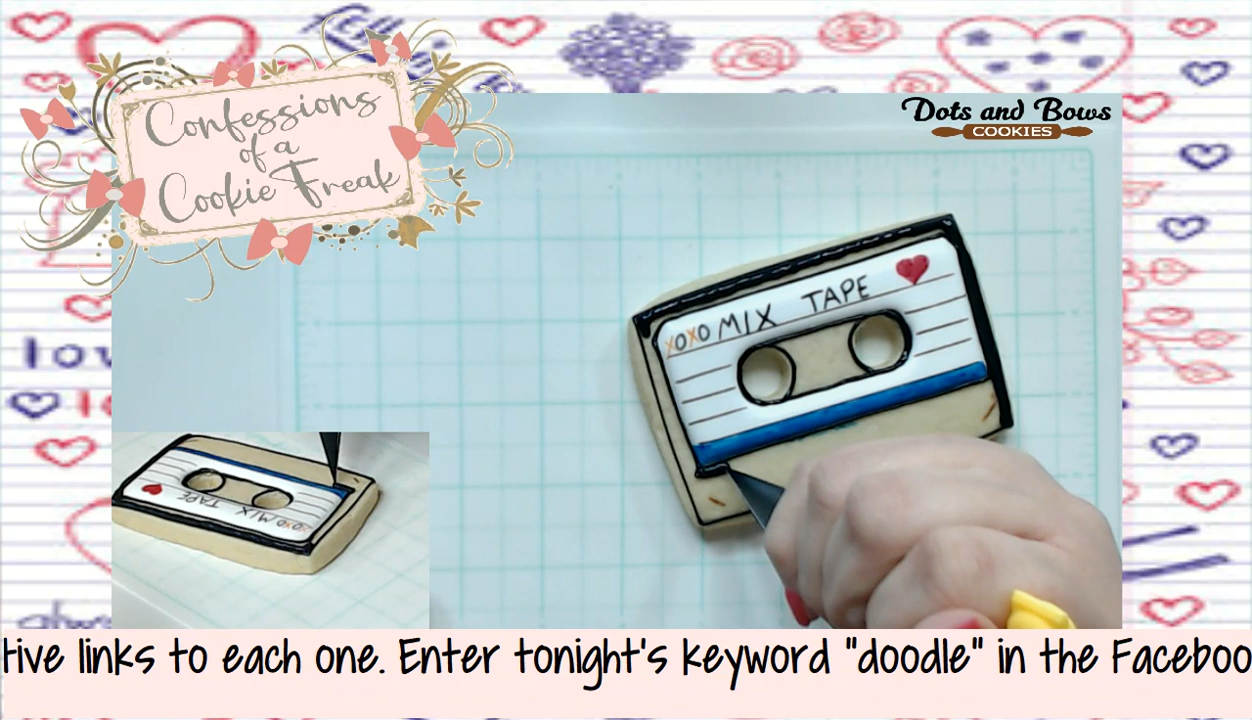 Confessions
of a
Cookie Freak
Dots and Bows
COOKIES
XOXO MIX TAPE
lov
XOXO MIX TAPE
tive links to each one. Enter tonight's keyword "doodle" in the Faceboo